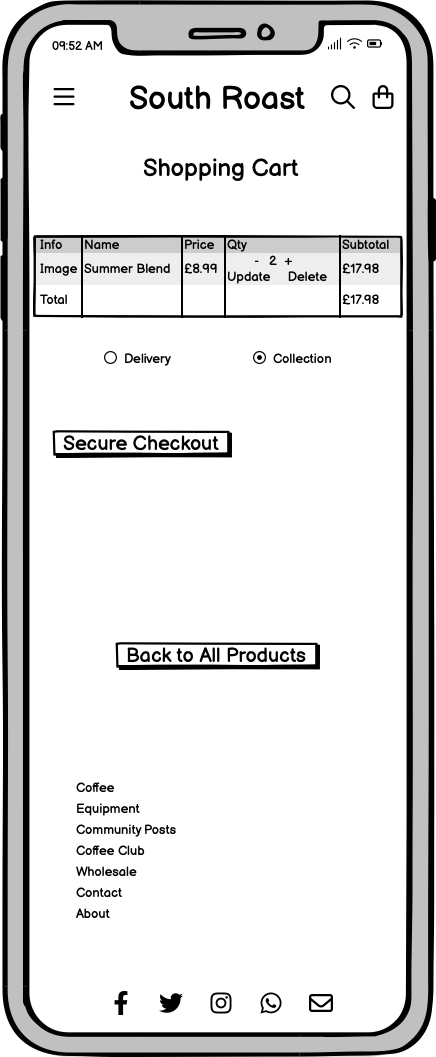 09:52 AM
South Roast
Shopping Cart
Info Name Price Qty Subtotal
- 2 +
Image Summer Blend £8.99 £17.98
Update Delete
Total £17.98
Delivery Collection
Secure Checkout
Back to All Products
Coffee
Equipment
Community Posts
Coffee Club
Wholesale
Contact
About